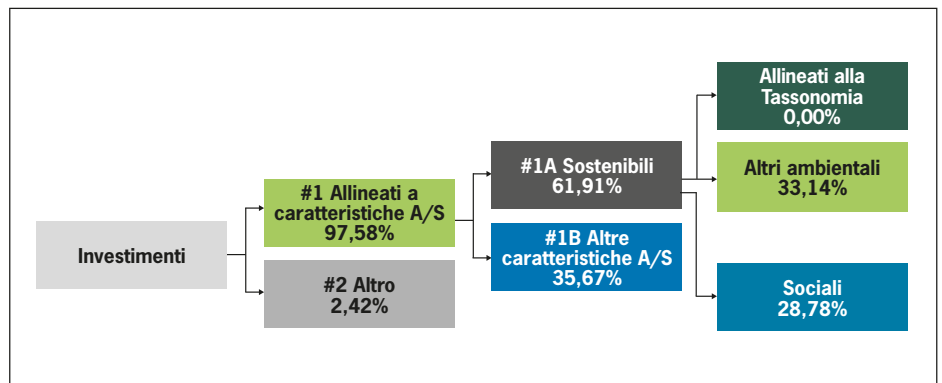 Investimenti
#1 Allineati a
caratteristiche A/S
97,58%
#2 Altro
2,42%
#1A Sostenibili
61,91%
#1B Altre
caratteristiche A/S
35,67%
Allineati alla
Tassonomia
0,00%
Altri ambientali
33,14%
Sociali
28,78%